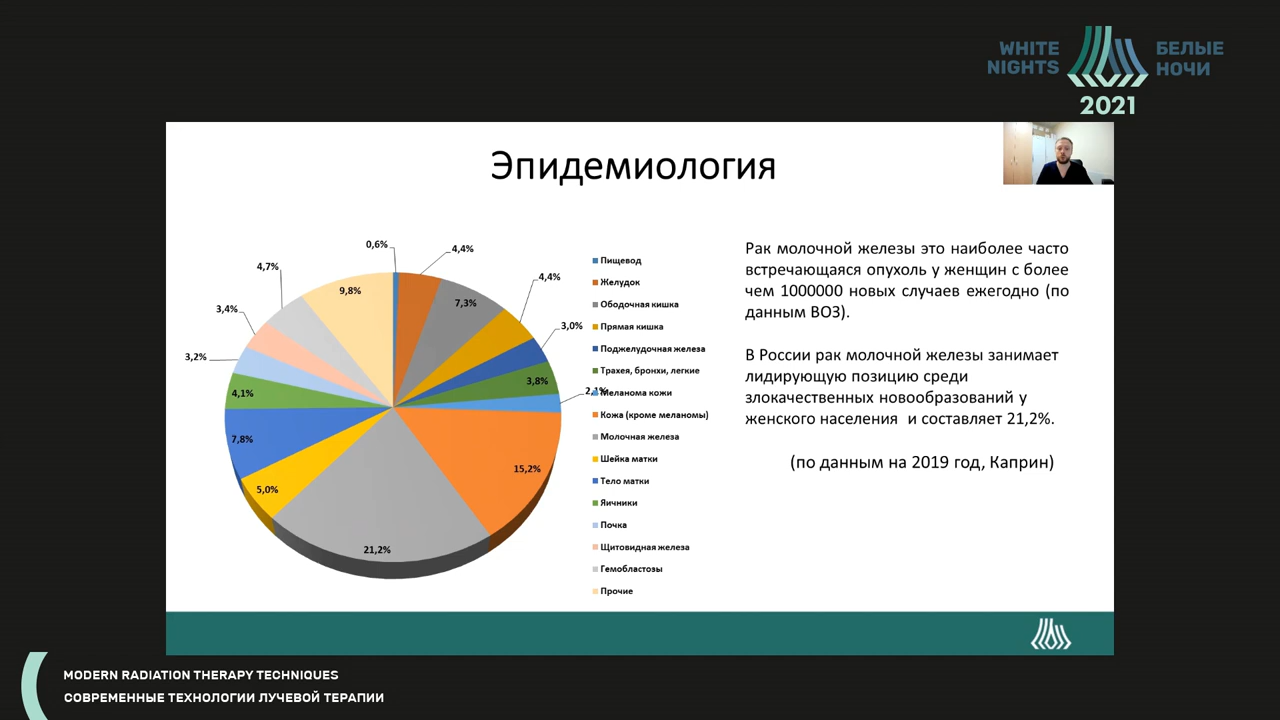 WHITE
NIGHTS
БЕЛЫЕ
НОЧИ
2021
Эпидемиология
0,6%
4,4%
7,3%
4,4%
3,0%
3,8%
2,1%
15,2%
21,2%
5,0%
7,8%
4,1%
3,2%
3,4%
4,7%
9,8%
Пищевод
Желудок
Ободочная кишка
Прямая кишка
Поджелудочная железа
Трахея, бронхи, легкие
Меланома кожи
Кожа (кроме меланомы)
Молочная железа
Шейка матки
Тело матки
Яичники
Почка
Щитовидная железа
Гемобластозы
Прочие
Рак молочной железы это наиболее часто
встречающаяся опухоль у женщин с более
чем 1000000 новых случаев ежегодно (по
данным ВОЗ).
В России рак молочной железы занимает
лидирующую позицию среди
злокачественных новообразований у
женского населения и составляет 21,2%.
(по данным на 2019 год, Каприн)
MODERN RADIATION THERAPY TECHNIQUES
СОВРЕМЕННЫЕ ТЕХНОЛОГИИ ЛУЧЕВОЙ ТЕРАПИИ